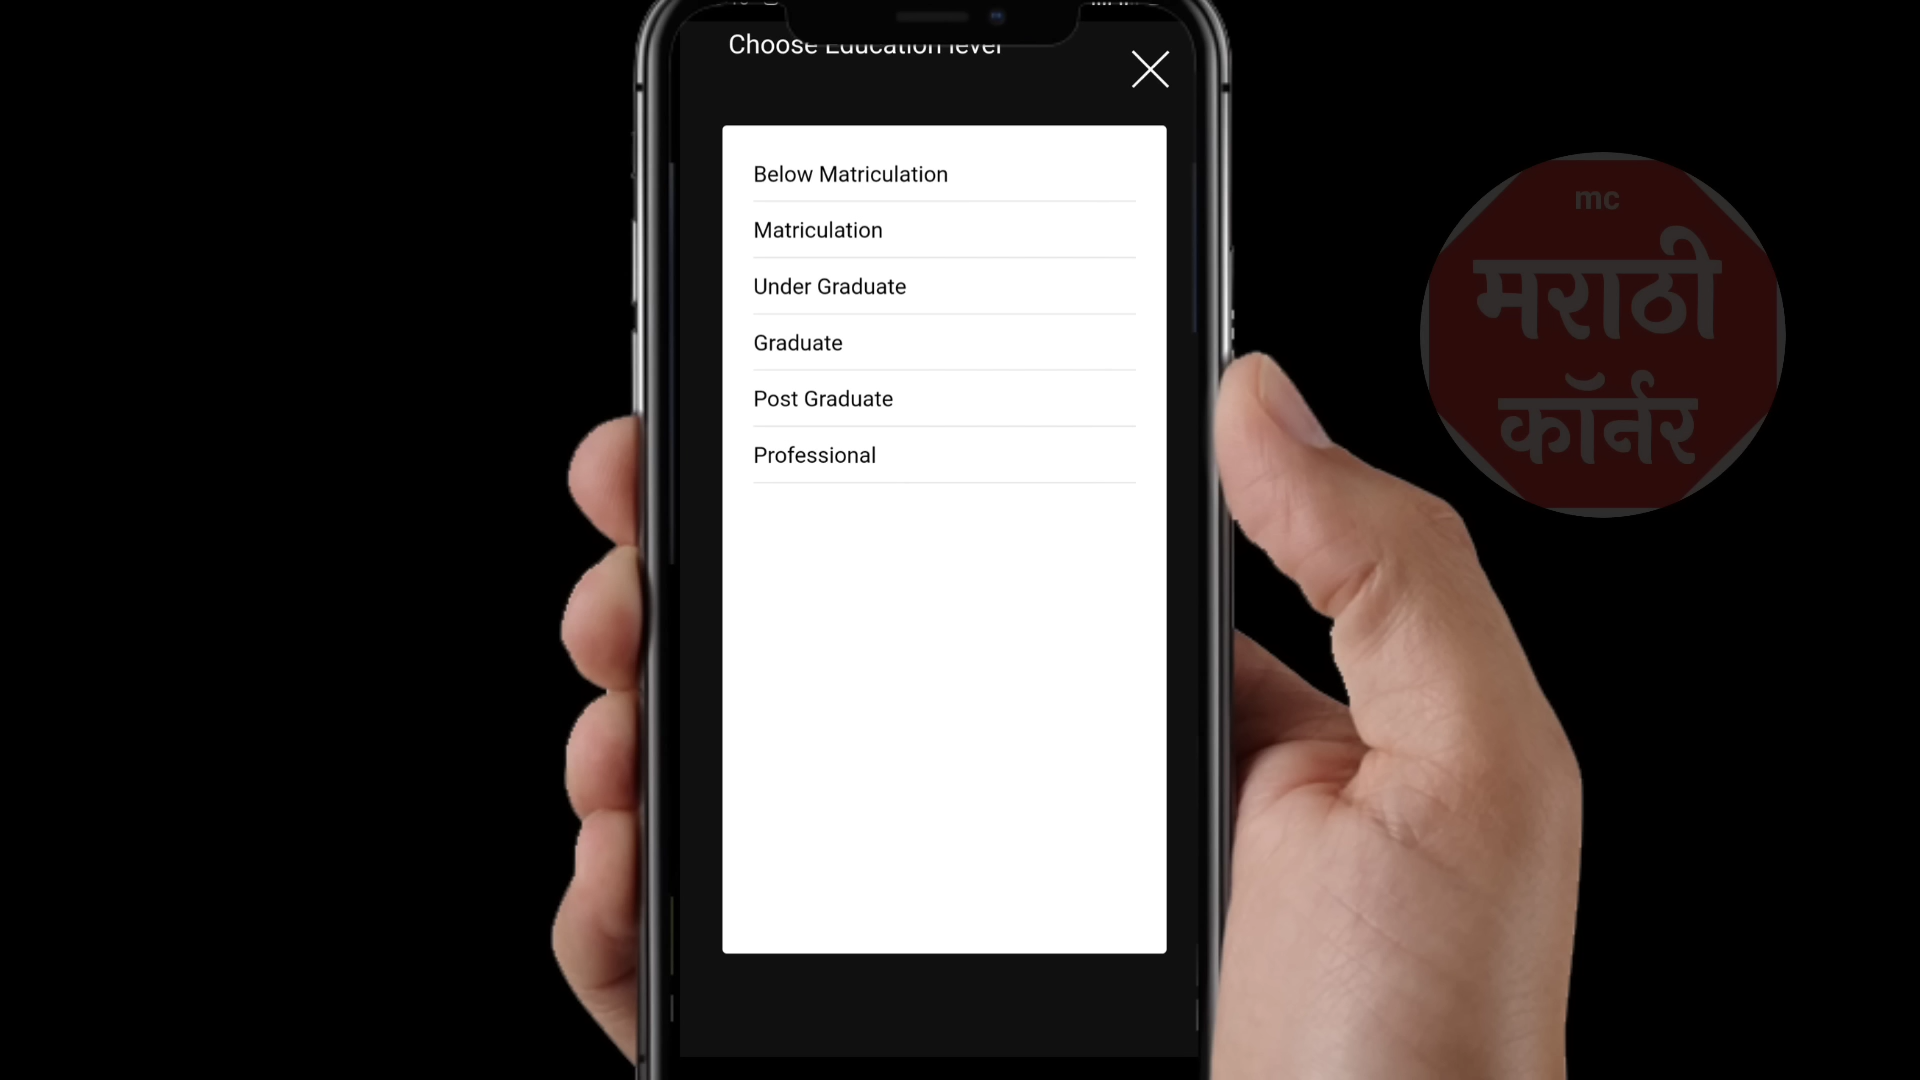 Choose Education level
Below Matriculation
Matriculation
Under Graduate
Graduate
Post Graduate
Professional
mc
मराठी
कॉर्नर